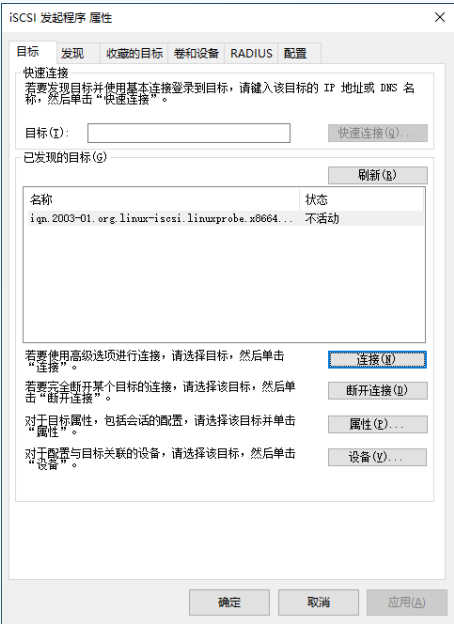 iSCSI 发起程序 属性
目标 发现 收藏的目标 卷和设备 RADIUS 配置
快速连接
若要发现目标并使用基本连接登录到目标，请键入该目标的 IP 地址或 DNS 名
称，然后单击“快速连接”。
目标(T): 快速连接(Q)...
已发现的目标(G)
刷新(R)
名称 状态
iqn.2003-01.org.linux-iscsi.linuxprobe.x8664... 不活动
若要使用高级选项进行连接，请选择目标，然后单击
“连接”。
连接(N)
若要完全断开某个目标的连接，请选择该目标，然后单
击“断开连接”。
断开连接(D)
对于目标属性，包括会话的配置，请选择该目标并单击
“属性”。
属性(P)...
对于配置与目标关联的设备，请选择该目标，然后单击
“设备”。
设备(V)...
确定 取消 应用(A)